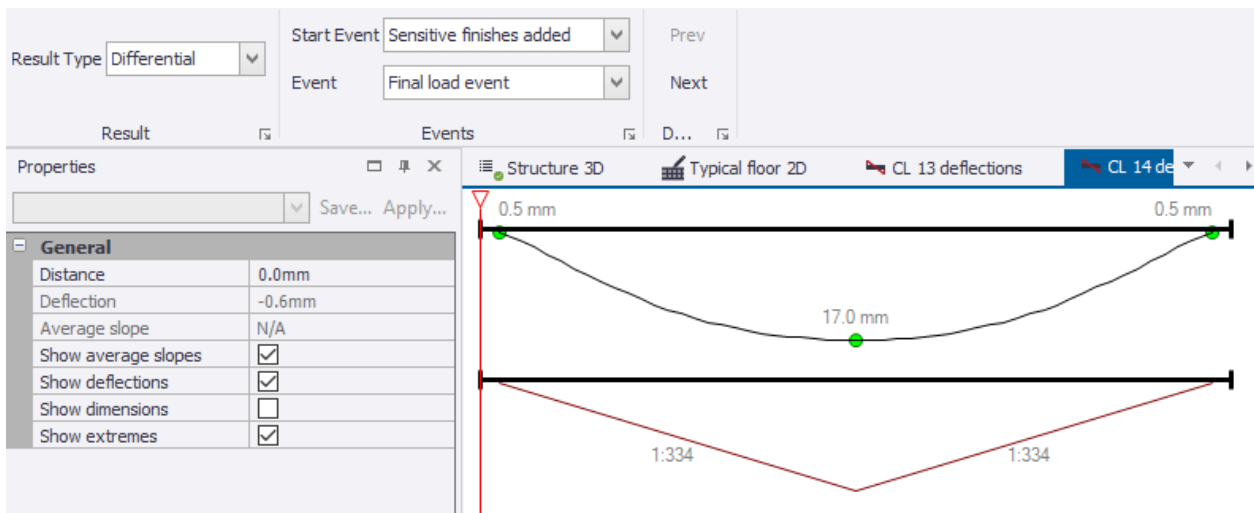 Start Event Sensitive finishes added Prev
Result Type Differential
Event Final load event Next
Result Events D...
Properties Structure 3D Typical floor 2D CL 13 deflections CL 14 de
Save... Apply... 0.5 mm 0.5 mm
General
Distance 0.0mm
Deflection -0.6mm
Average slope N/A
17.0 mm
Show average slopes
Show deflections
Show dimensions
Show extremes
1:334 1:334